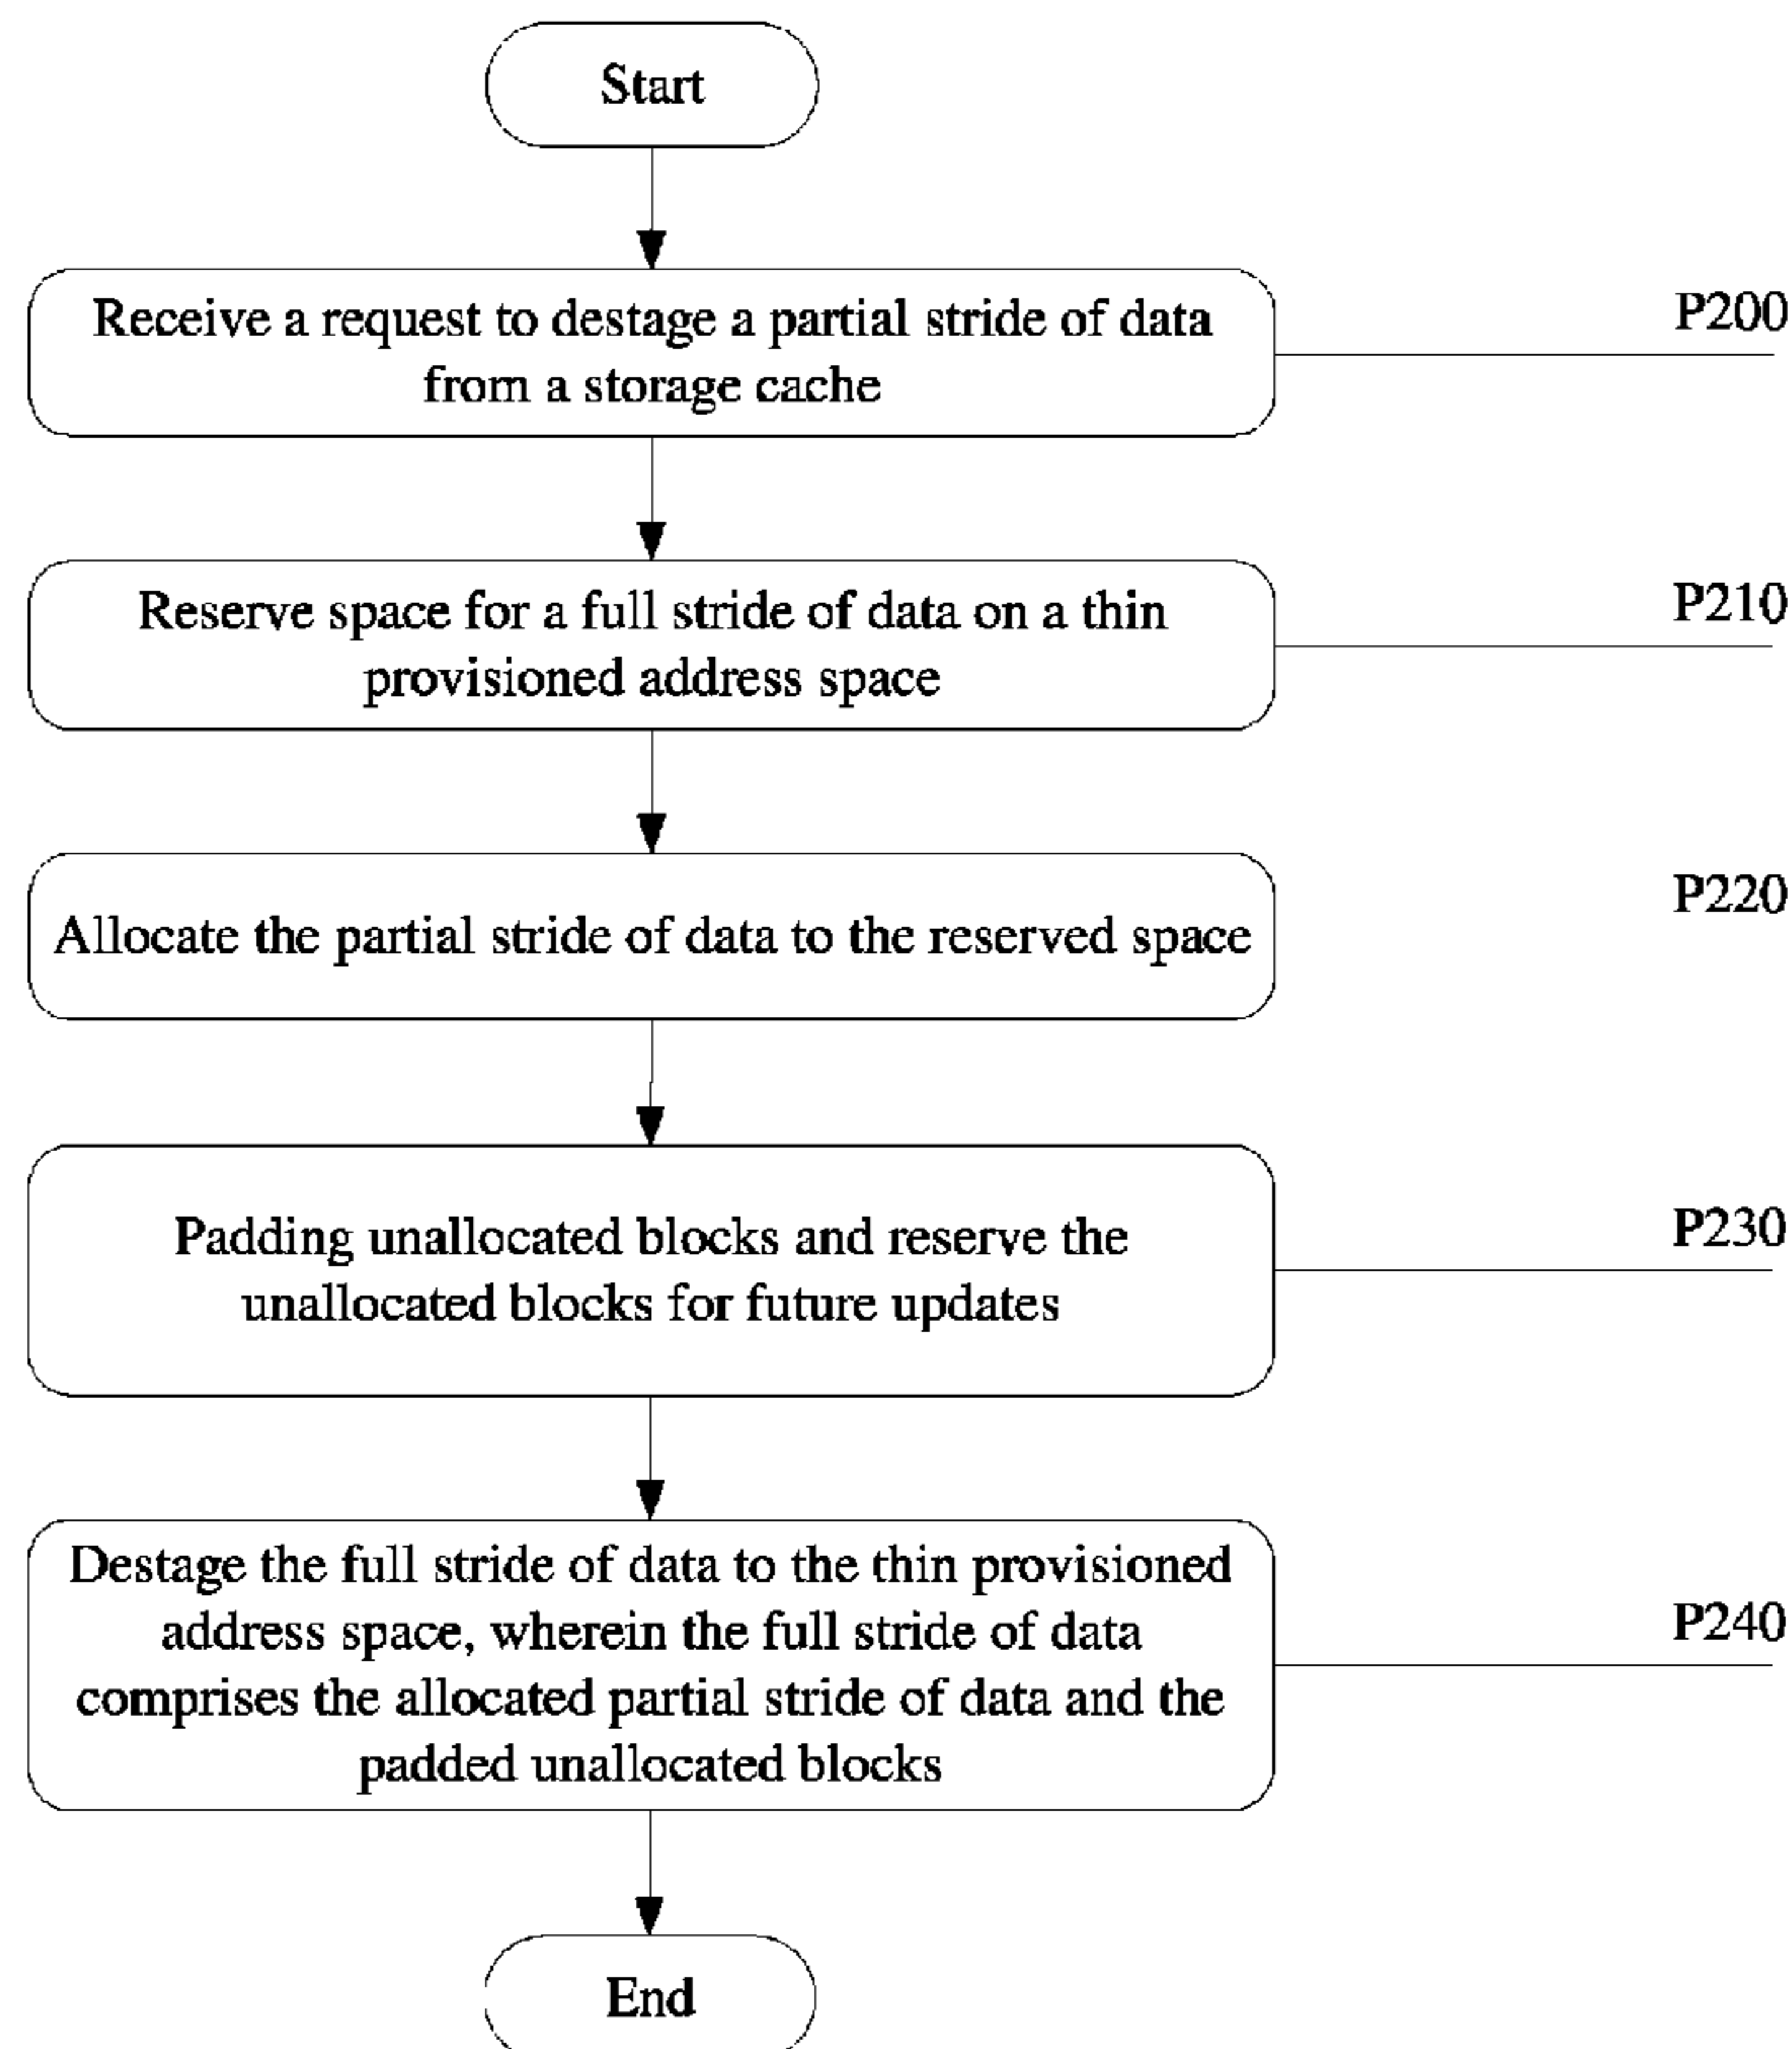 Start
Receive a request to destage a partial stride of data
from a storage cache
P200
Reserve space for a full stride of data on a thin
provisioned address space
P210
Allocate the partial stride of data to the reserved space
P220
Padding unallocated blocks and reserve the
unallocated blocks for future updates
P230
Destage the full stride of data to the thin provisioned
address space, wherein the full stride of data
comprises the allocated partial stride of data and the
padded unallocated blocks
P240
End